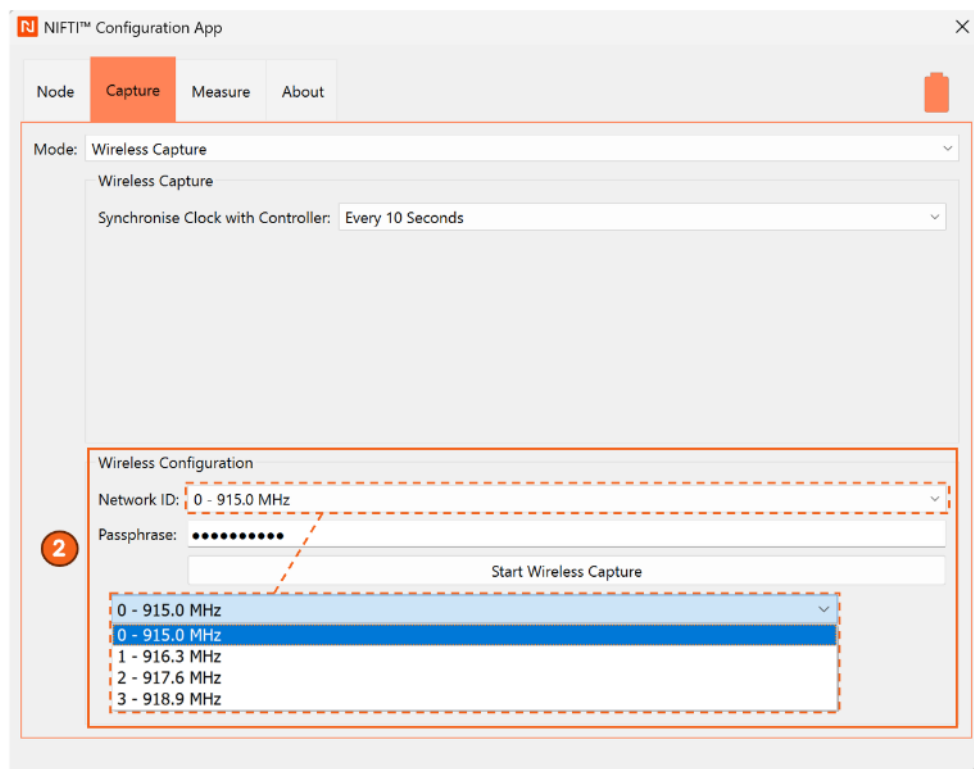 NIFTI™ Configuration App
Node Capture Measure About
Mode: Wireless Capture
Wireless Capture
Synchronise Clock with Controller: Every 10 Seconds
Wireless Configuration
Network ID: 0 - 915.0 MHz
Passphrase: ●●●●●●●●●●
2
Start Wireless Capture
0 - 915.0 MHz
0 - 915.0 MHz
1 - 916.3 MHz
2 - 917.6 MHz
3 - 918.9 MHz